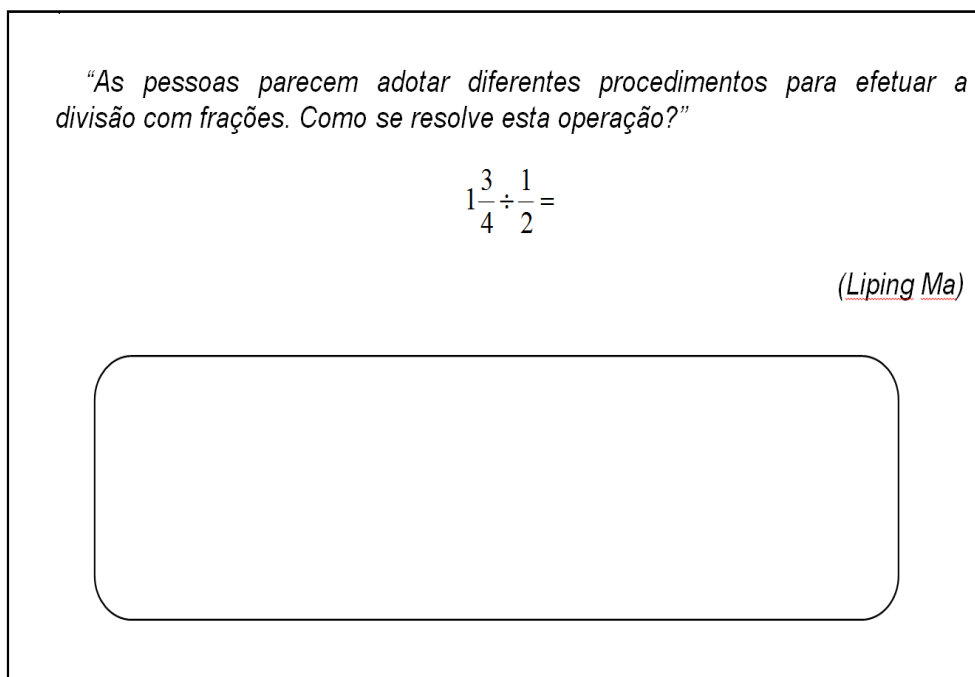 “As pessoas parecem adotar diferentes procedimentos para efetuar a
divisão com frações. Como se resolve esta operação?”
1 3/4 ÷ 1/2 =
(Liping Ma)